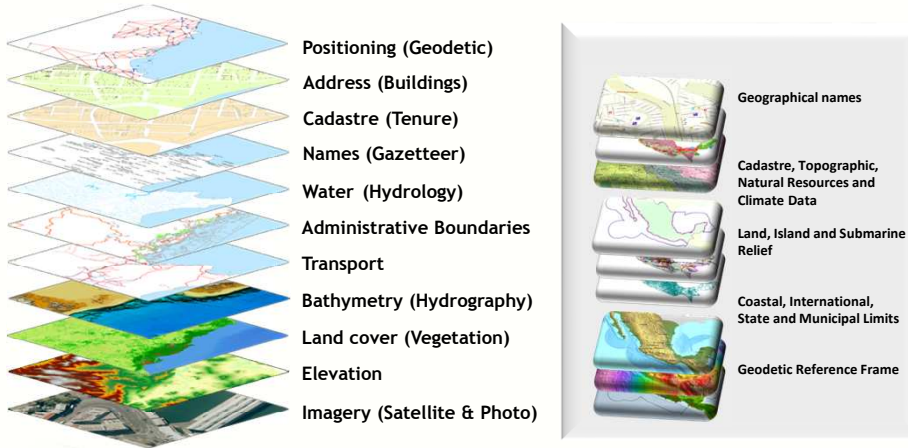 Positioning (Geodetic)
Address (Buildings)
Cadastre (Tenure)
Names (Gazetteer)
Water (Hydrology)
Administrative Boundaries
Transport
Bathymetry (Hydrography)
Land cover (Vegetation)
Elevation
Imagery (Satellite & Photo)
Geographical names
Cadastre, Topographic,
Natural Resources and
Climate Data
Land, Island and Submarine
Relief
Coastal, International,
State and Municipal Limits
Geodetic Reference Frame